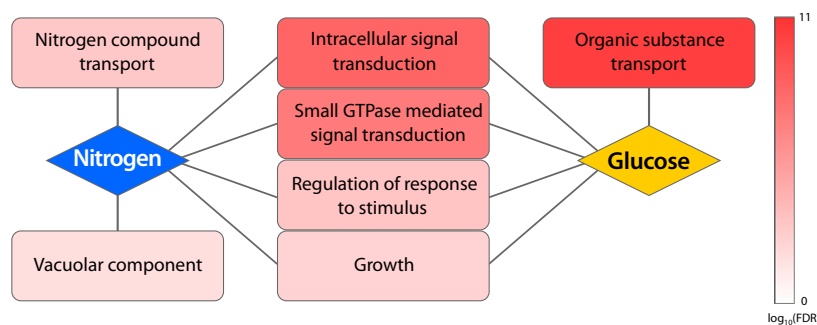 Nitrogen compound
transport
Intracellular signal
transduction
Organic substance
transport
11
Small GTPase mediated
signal transduction
Nitrogen
Glucose
Regulation of response
to stimulus
Vacuolar component
Growth
0
log₁₀(FDR